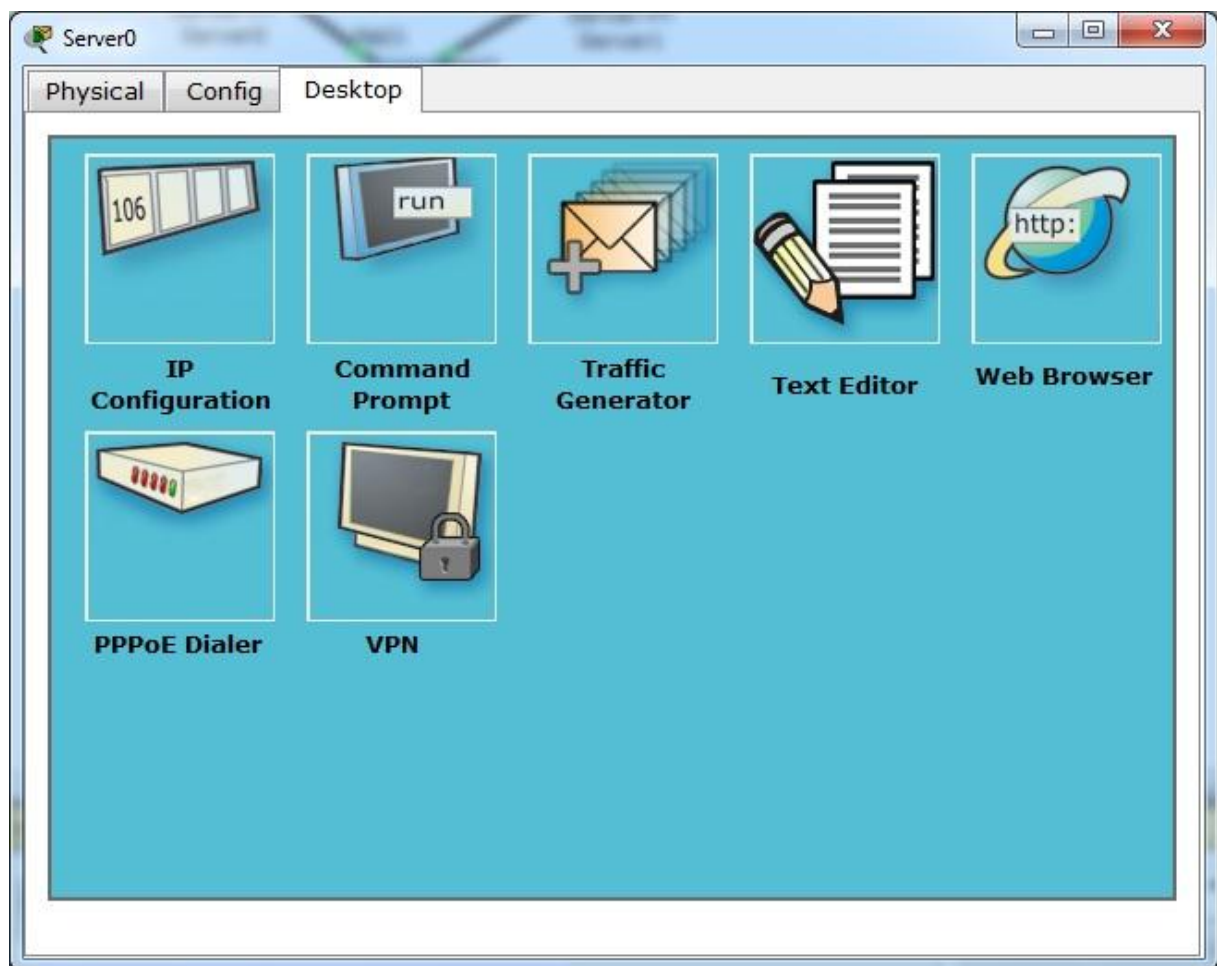 Server0
Physical Config Desktop
106
run
http:
IP
Configuration
Command
Prompt
Traffic
Generator
Text Editor
Web Browser
PPPoE Dialer
VPN